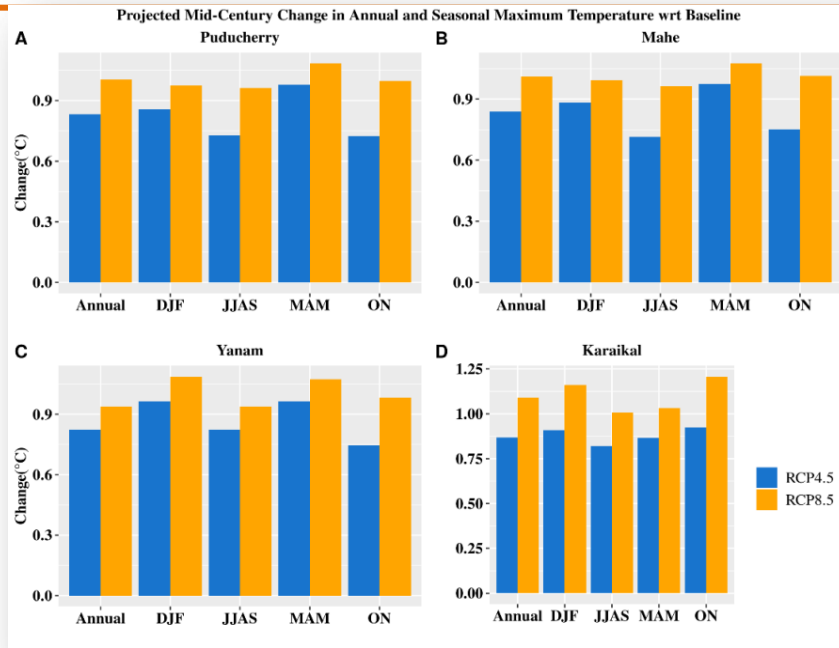 Projected Mid-Century Change in Annual and Seasonal Maximum Temperature wrt Baseline
A
Puducherry
Change(°C)
0.9
0.6
0.3
0.0
Annual DJF JJAS MAM ON
B
Mahe
0.9
0.6
0.3
0.0
Annual DJF JJAS MAM ON
C
Yanam
Change(°C)
0.9
0.6
0.3
0.0
Annual DJF JJAS MAM ON
D
Karaikal
1.25
1.00
0.75
0.50
0.25
0.00
Annual DJF JJAS MAM ON
RCP4.5
RCP8.5